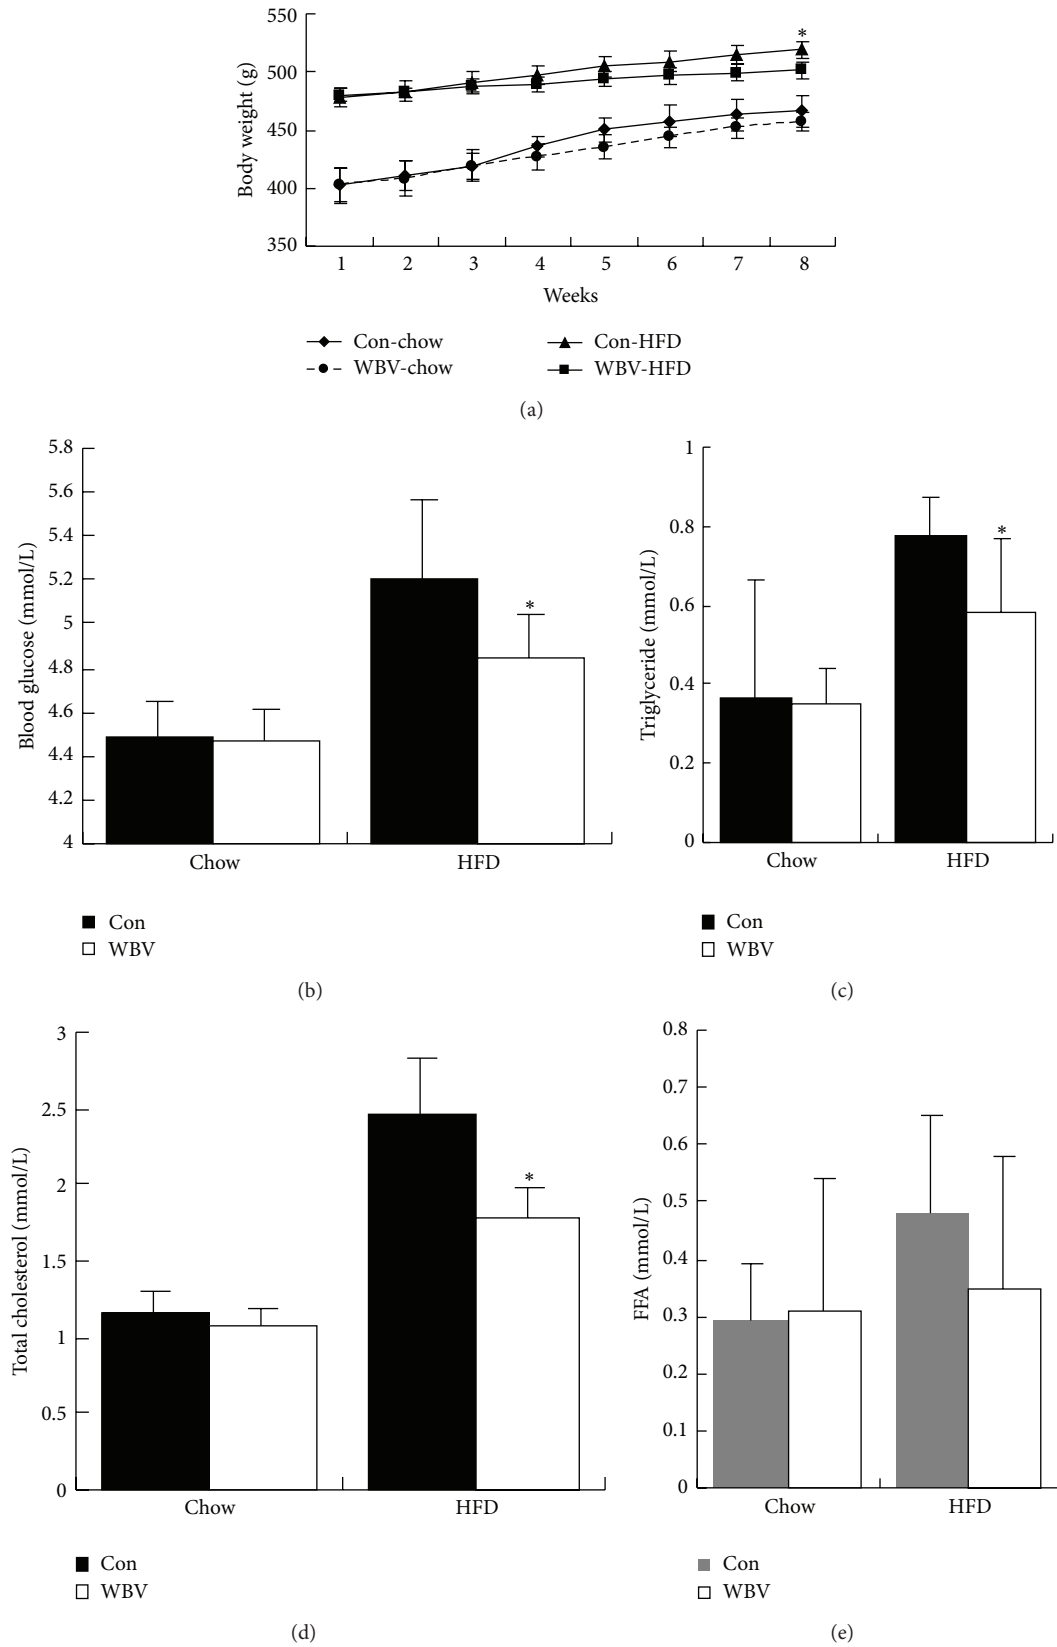 550
500
450
400
350
Body weight (g)
*
1 2 3 4 5 6 7 8
Weeks
Con-chow Con-HFD
WBV-chow WBV-HFD
(a)
5.8
5.6
5.4
5.2
5
4.8
4.6
4.4
4.2
4
Blood glucose (mmol/L)
*
Chow HFD
Con
WBV
(b)
1
0.8
0.6
0.4
0.2
0
Triglyceride (mmol/L)
*
Chow HFD
Con
WBV
(c)
3
2.5
2
1.5
1
0.5
0
Total cholesterol (mmol/L)
*
Chow HFD
Con
WBV
(d)
0.8
0.7
0.6
0.5
0.4
0.3
0.2
0.1
0
FFA (mmol/L)
Chow HFD
Con
WBV
(e)